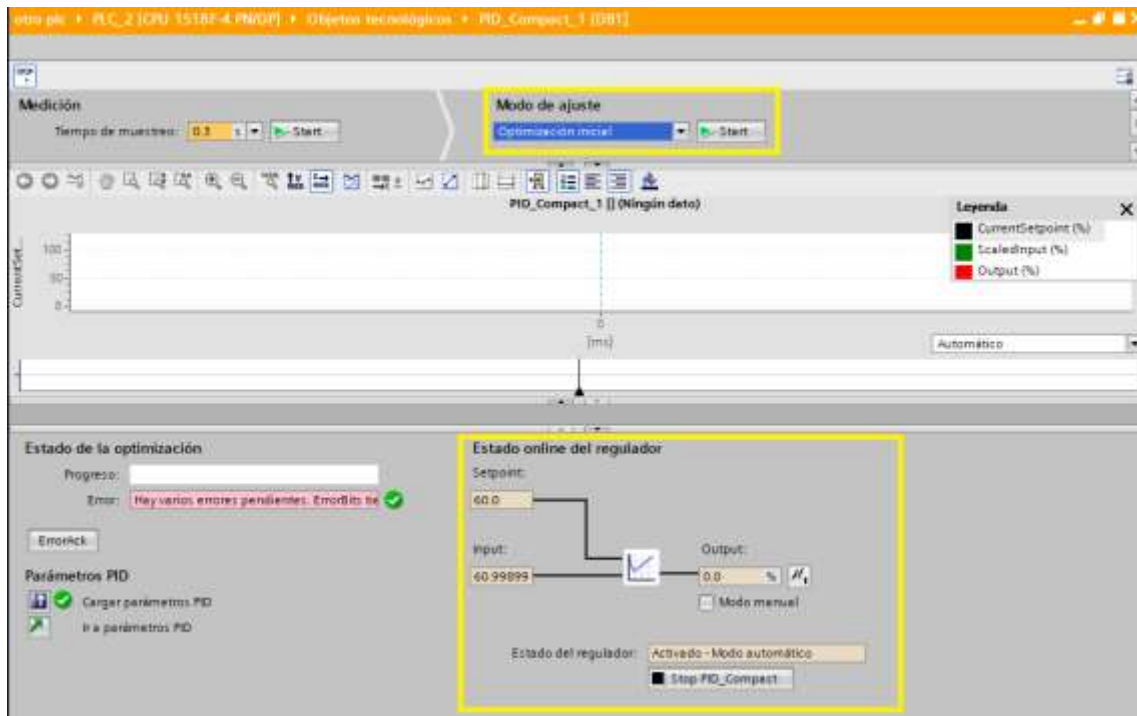 otro plc ▸ PLC_2 [CPU 1518F-4 PN/DP] ▸ Objetos tecnológicos ▸ PID_Compact_1 [DB1]
Medición
Modo de ajuste
Tiempo de muestreo: 0.3 s Start
Optimización inicial Start
PID_Compact_1 [] (Ningún dato)
Leyenda
CurrentSetpoint (%)
ScaledInput (%)
Output (%)
CurrentSet...
100
50
0
0
[ms]
Automático
Estado de la optimización
Progreso:
Error: Hay varios errores pendientes. ErrorBits tie
ErrorAck
Parámetros PID
Cargar parámetros PID
Ir a parámetros PID
Estado online del regulador
Setpoint:
60.0
Input:
Output:
60.99899
0.0 %
Modo manual
Estado del regulador: Activado - Modo automático
Stop PID_Compact